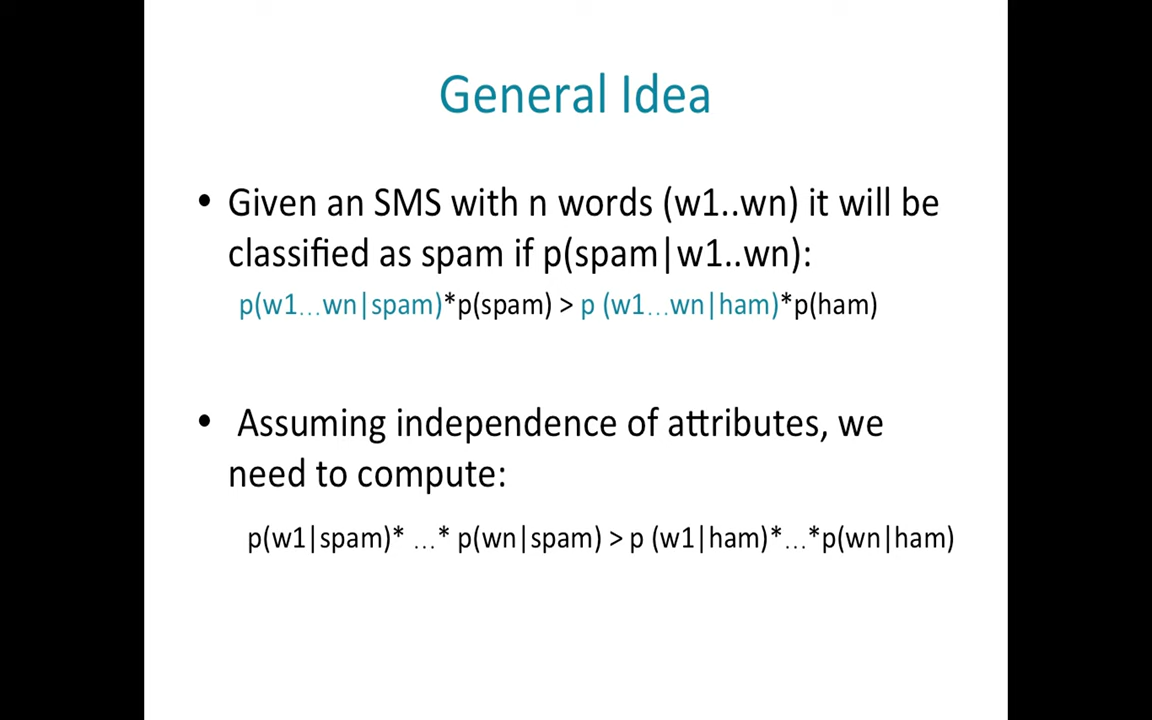 General Idea
• Given an SMS with n words (w1..wn) it will be
classified as spam if p(spam|w1..wn):
p(w1...wn|spam)*p(spam) > p (w1...wn|ham)*p(ham)
• Assuming independence of attributes, we
need to compute:
p(w1|spam)* ...* p(wn|spam) > p (w1|ham)*...*p(wn|ham)